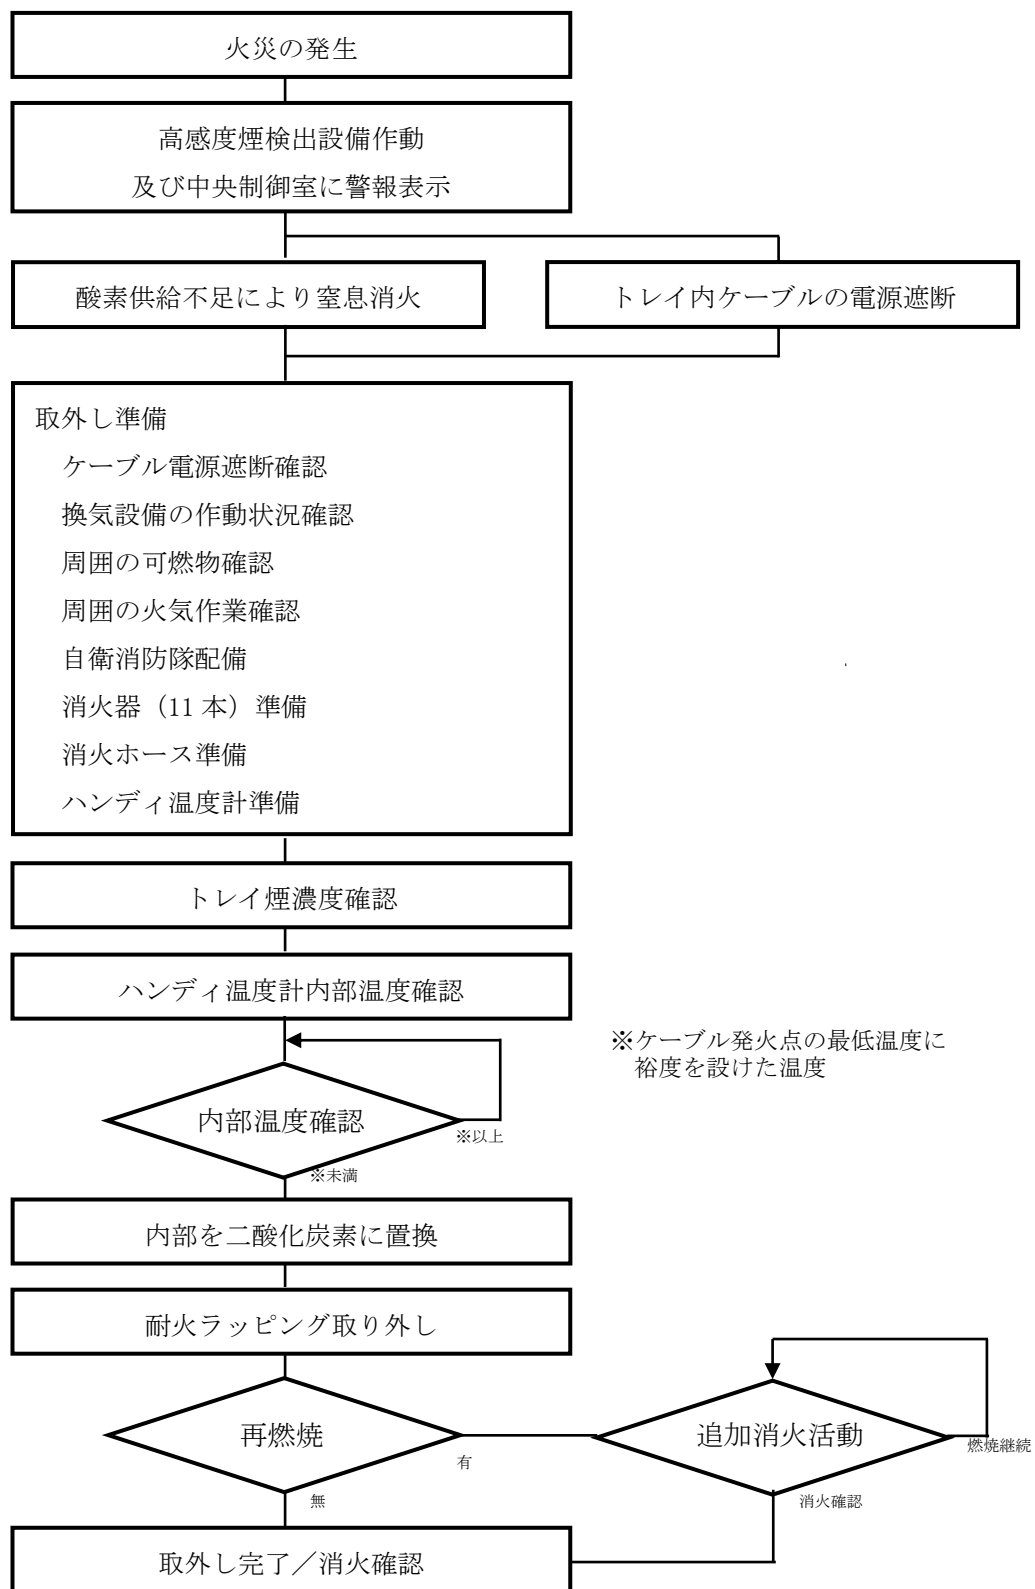 火災の発生
高感度煙検出設備作動
及び中央制御室に警報表示
酸素供給不足により窒息消火
トレイ内ケーブルの電源遮断
取外し準備
ケーブル電源遮断確認
換気設備の作動状況確認
周囲の可燃物確認
周囲の火気作業確認
自衛消防隊配備
消火器（11 本）準備
消火ホース準備
ハンディ温度計準備
トレイ煙濃度確認
ハンディ温度計内部温度確認
※ケーブル発火点の最低温度に
裕度を設けた温度
内部温度確認
※以上
※未満
内部を二酸化炭素に置換
耐火ラッピング取り外し
再燃焼
有
無
追加消火活動
燃焼継続
消火確認
取外し完了／消火確認